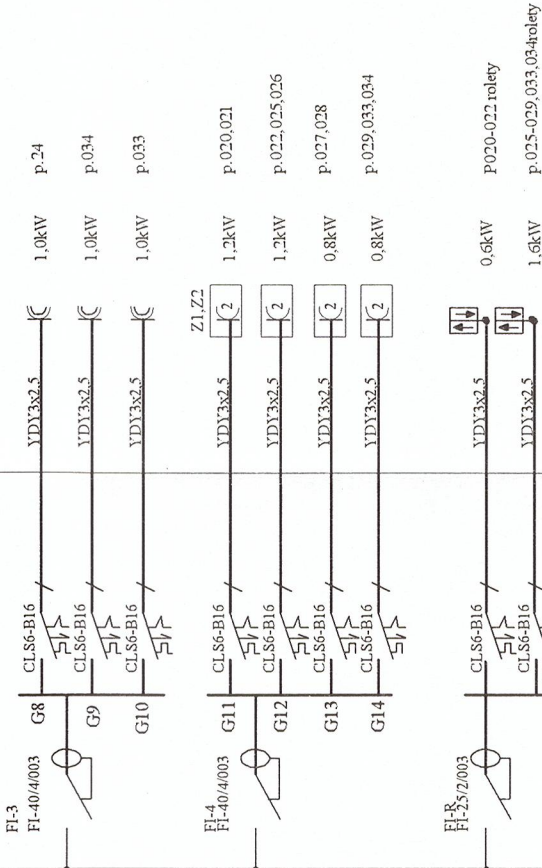 FI-3
FI-40/4/003
G8 CLS6-B16 YDY3x2,5 1,0kW p.24
G9 CLS6-B16 YDY3x2,5 1,0kW p.034
G10 CLS6-B16 YDY3x2,5 1,0kW p.033
Z1,Z2
FI-4
FI-40/4/003
G11 CLS6-B16 YDY3x2,5 2 1,2kW p.020,021
G12 CLS6-B16 YDY3x2,5 2 1,2kW p.022,025,026
G13 CLS6-B16 YDY3x2,5 2 0,8kW p.027,028
G14 CLS6-B16 YDY3x2,5 2 0,8kW p.029,033,034
FI-R
FI-25/2/003
CLS6-B16 YDY3x2,5 0,6kW P020-022 rolety
CLS6-B16 YDY3x2,5 1,6kW p.025-029,033,034rolety